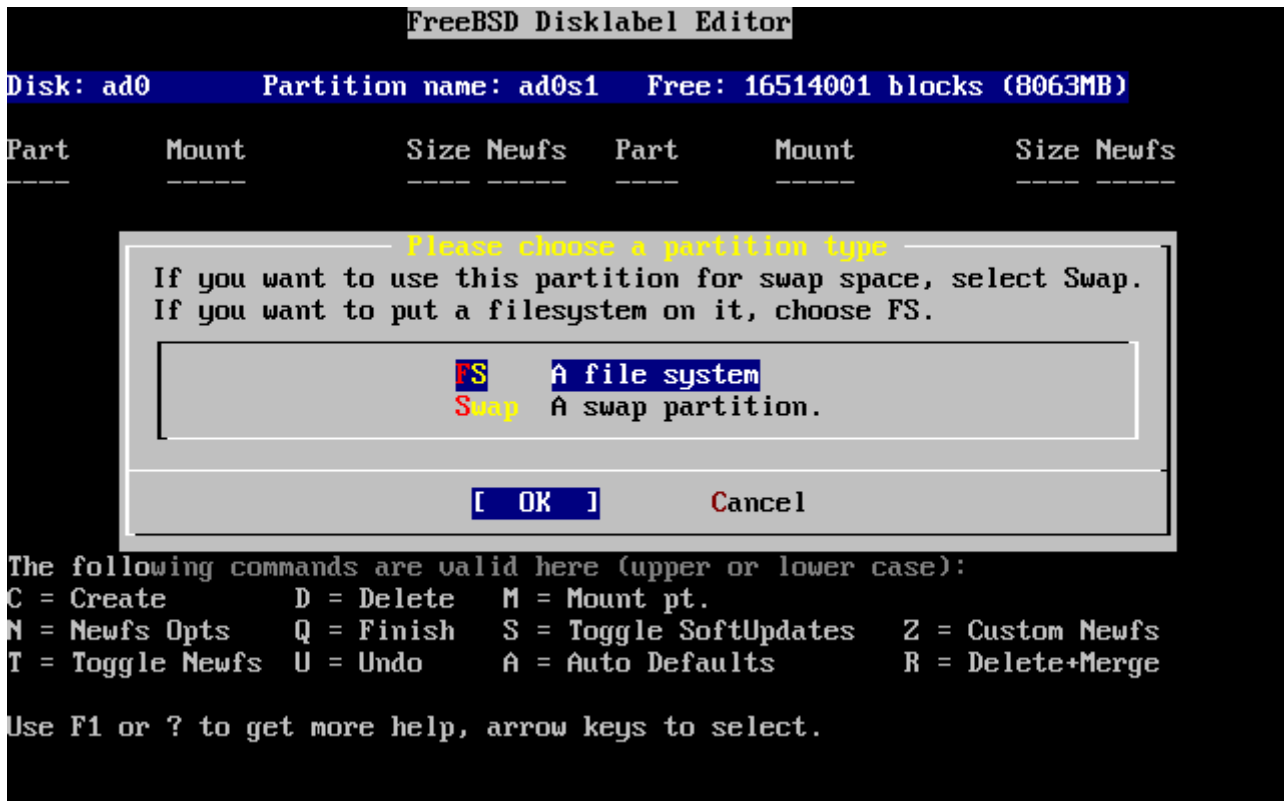 FreeBSD Disklabel Editor
Disk: ad0 Partition name: ad0s1 Free: 16514001 blocks (8063MB)
Part Mount Size Newfs Part Mount Size Newfs
---- ----- ---- ----- ---- ----- ---- -----
Please choose a partition type
If you want to use this partition for swap space, select Swap.
If you want to put a filesystem on it, choose FS.
FS A file system
Swap A swap partition.
[ OK ] Cancel
The following commands are valid here (upper or lower case):
C = Create D = Delete M = Mount pt.
N = Newfs Opts Q = Finish S = Toggle SoftUpdates Z = Custom Newfs
T = Toggle Newfs U = Undo A = Auto Defaults R = Delete+Merge
Use F1 or ? to get more help, arrow keys to select.